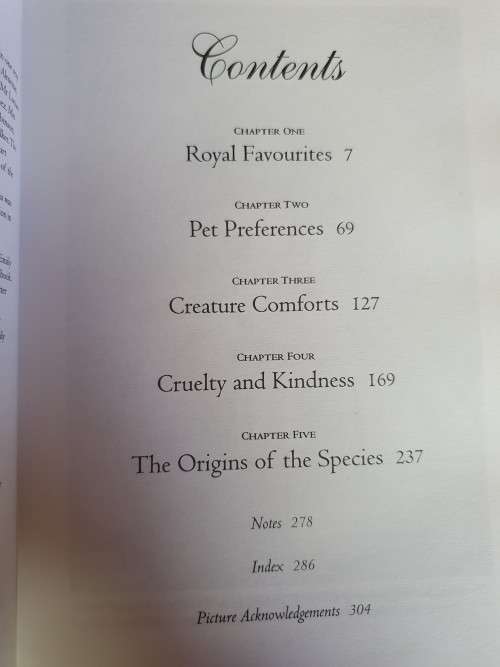 Contents
CHAPTER ONE
Royal Favourites 7
CHAPTER TWO
Pet Preferences 69
CHAPTER THREE
Creature Comforts 127
CHAPTER FOUR
Cruelty and Kindness 169
CHAPTER FIVE
The Origins of the Species 237
Notes 278
Index 286
Picture Acknowledgements 304